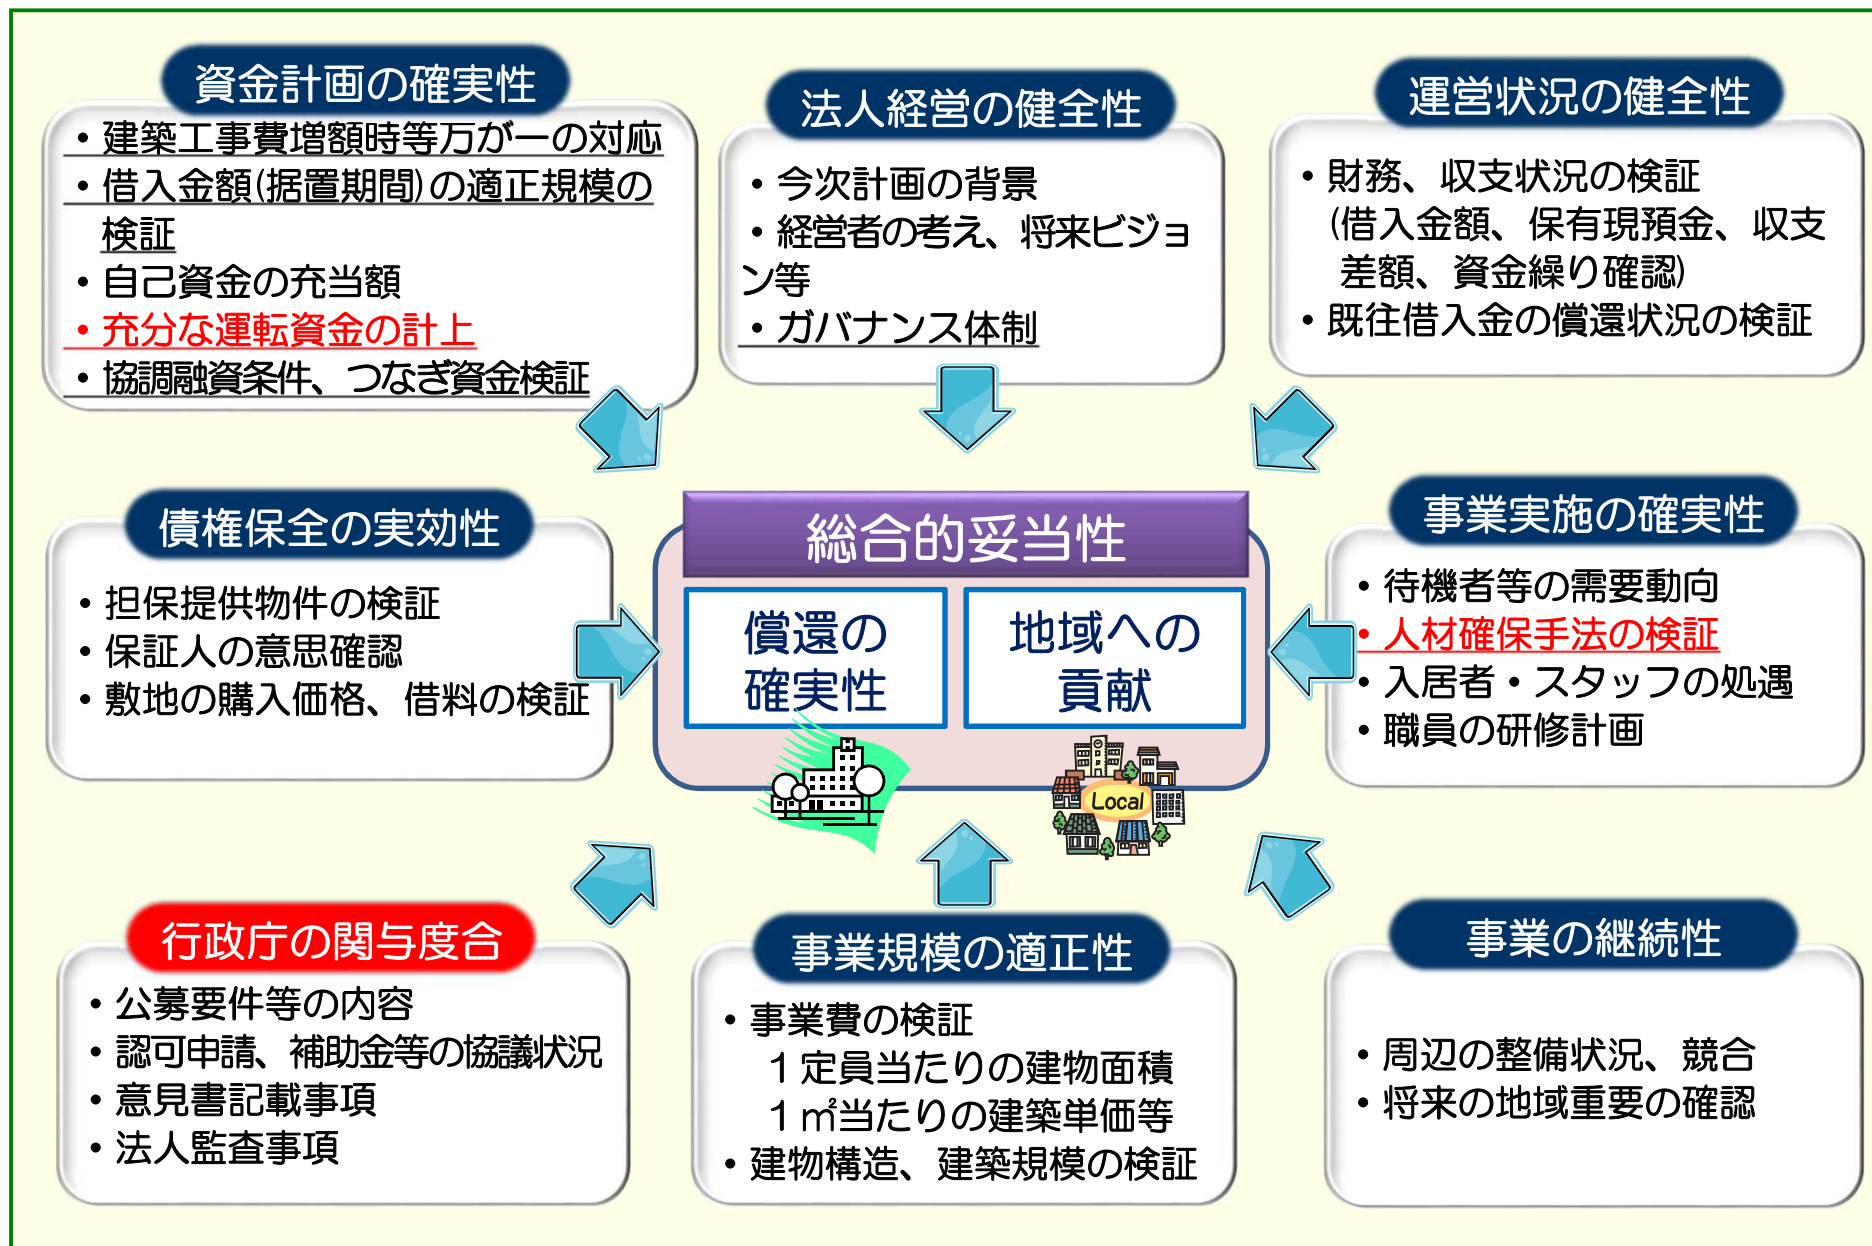 資金計画の確実性
・建築工事費増額時等万が一の対応
・借入金額(据置期間)の適正規模の
検証
・自己資金の充当額
・充分な運転資金の計上
・協調融資条件、つなぎ資金検証
法人経営の健全性
・今次計画の背景
・経営者の考え、将来ビジョ
ン等
・ガバナンス体制
運営状況の健全性
・財務、収支状況の検証
(借入金額、保有現預金、収支
差額、資金繰り確認)
・既往借入金の償還状況の検証
債権保全の実効性
・担保提供物件の検証
・保証人の意思確認
・敷地の購入価格、借料の検証
総合的妥当性
償還の
確実性
地域への
貢献
Local
事業実施の確実性
・待機者等の需要動向
・人材確保手法の検証
・入居者・スタッフの処遇
・職員の研修計画
行政庁の関与度合
・公募要件等の内容
・認可申請、補助金等の協議状況
・意見書記載事項
・法人監査事項
事業規模の適正性
・事業費の検証
１定員当たりの建物面積
１㎡当たりの建築単価等
・建物構造、建築規模の検証
事業の継続性
・周辺の整備状況、競合
・将来の地域重要の確認